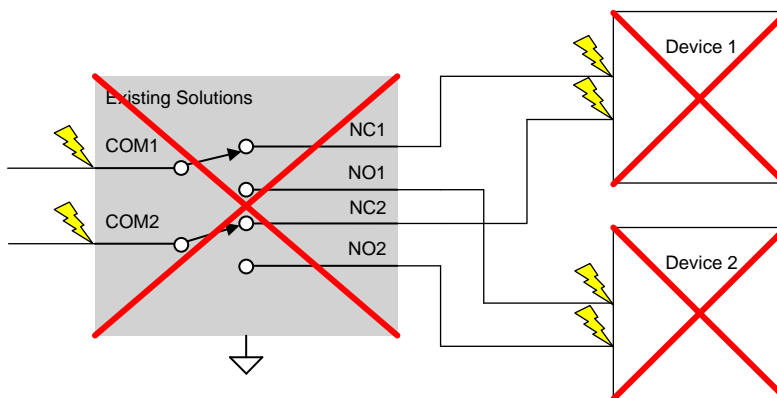 Existing Solutions
COM1
NC1
NO1
COM2
NC2
NO2
Device 1
Device 2